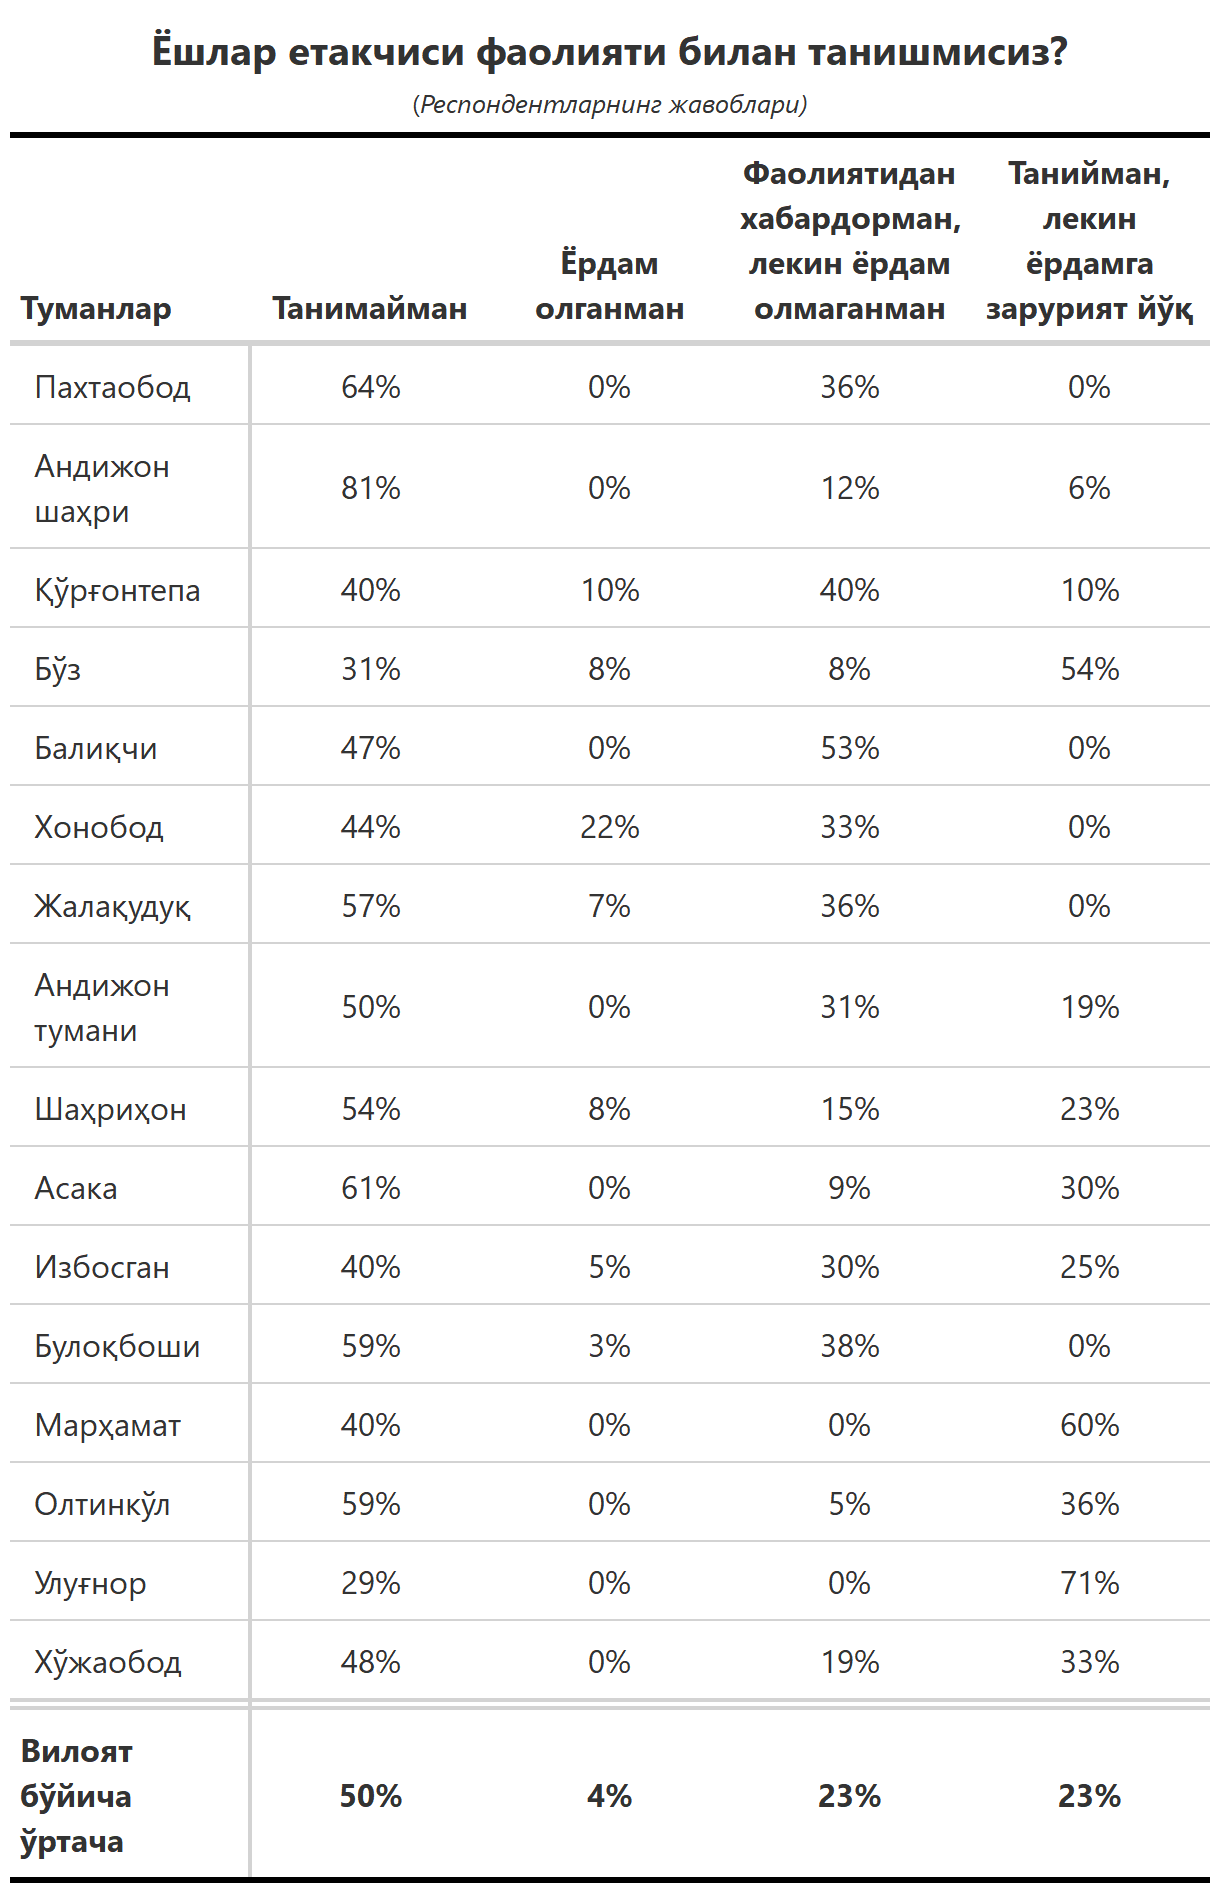 Ёшлар етакчиси фаолияти билан танишмисиз?
(Респондентларнинг жавоблари)
Туманлар Танимайман Ёрдам олганман Фаолиятидан хабардорман, лекин ёрдам олмаганман Танийман, лекин ёрдамга зарурият йўқ
Пахтаобод 64% 0% 36% 0%
Андижон шаҳри 81% 0% 12% 6%
Қўрғонтепа 40% 10% 40% 10%
Бўз 31% 8% 8% 54%
Балиқчи 47% 0% 53% 0%
Хонобод 44% 22% 33% 0%
Жалақудуқ 57% 7% 36% 0%
Андижон тумани 50% 0% 31% 19%
Шаҳриҳон 54% 8% 15% 23%
Асака 61% 0% 9% 30%
Избосган 40% 5% 30% 25%
Булоқбоши 59% 3% 38% 0%
Марҳамат 40% 0% 0% 60%
Олтинкўл 59% 0% 5% 36%
Улуғнор 29% 0% 0% 71%
Хўжаобод 48% 0% 19% 33%
Вилоят бўйича ўртача 50% 4% 23% 23%